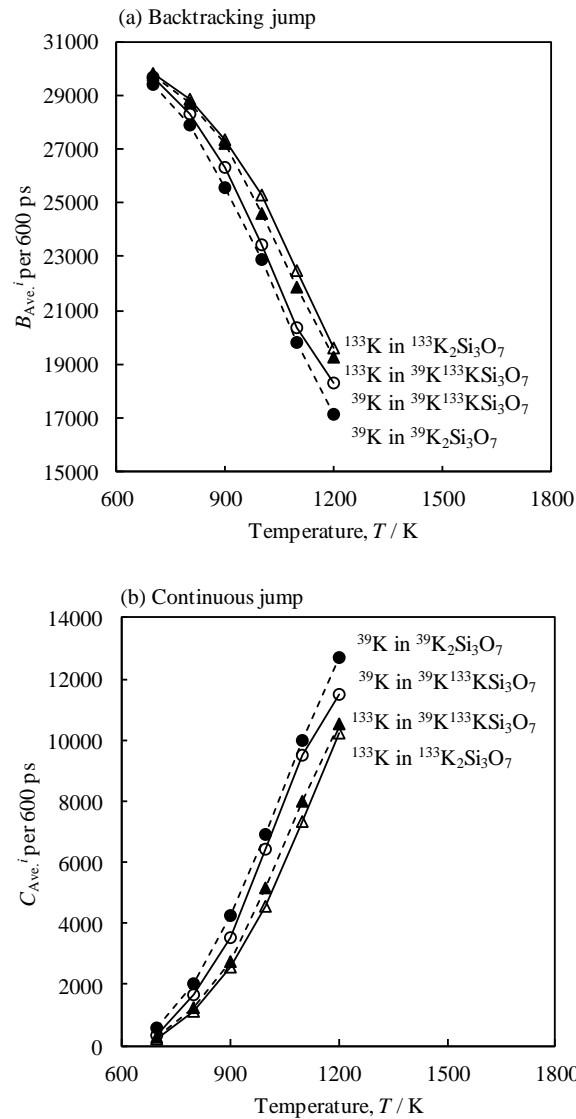 (a) Backtracking jump
31000
29000
27000
25000
23000
21000
19000
17000
15000
B_Ave.^i per 600 ps
¹³³K in ¹³³K₂Si₃O₇
¹³³K in ³⁹K¹³³KSi₃O₇
³⁹K in ³⁹K¹³³KSi₃O₇
³⁹K in ³⁹K₂Si₃O₇
600 900 1200 1500 1800
Temperature, T / K
(b) Continuous jump
14000
12000
10000
8000
6000
4000
2000
0
C_Ave.^i per 600 ps
³⁹K in ³⁹K₂Si₃O₇
³⁹K in ³⁹K¹³³KSi₃O₇
¹³³K in ³⁹K¹³³KSi₃O₇
¹³³K in ¹³³K₂Si₃O₇
600 900 1200 1500 1800
Temperature, T / K